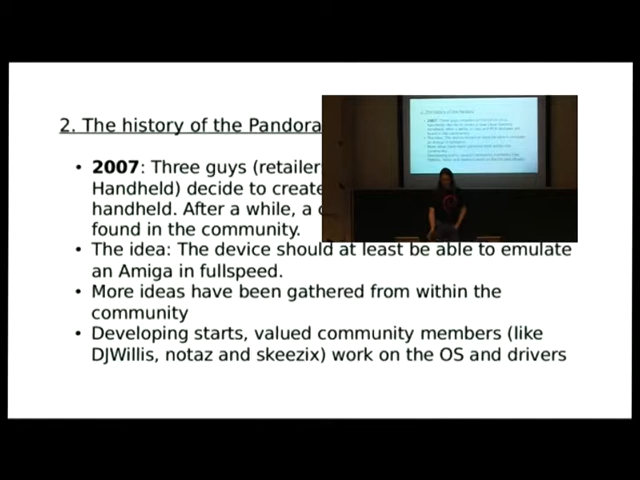 2. The history of the Pandora
• 2007: Three guys (retailer
Handheld) decide to create
handheld. After a while, a
found in the community.
• The idea: The device should at least be able to emulate
an Amiga in fullspeed.
• More ideas have been gathered from within the
community
• Developing starts, valued community members (like
DJWillis, notaz and skeezix) work on the OS and drivers